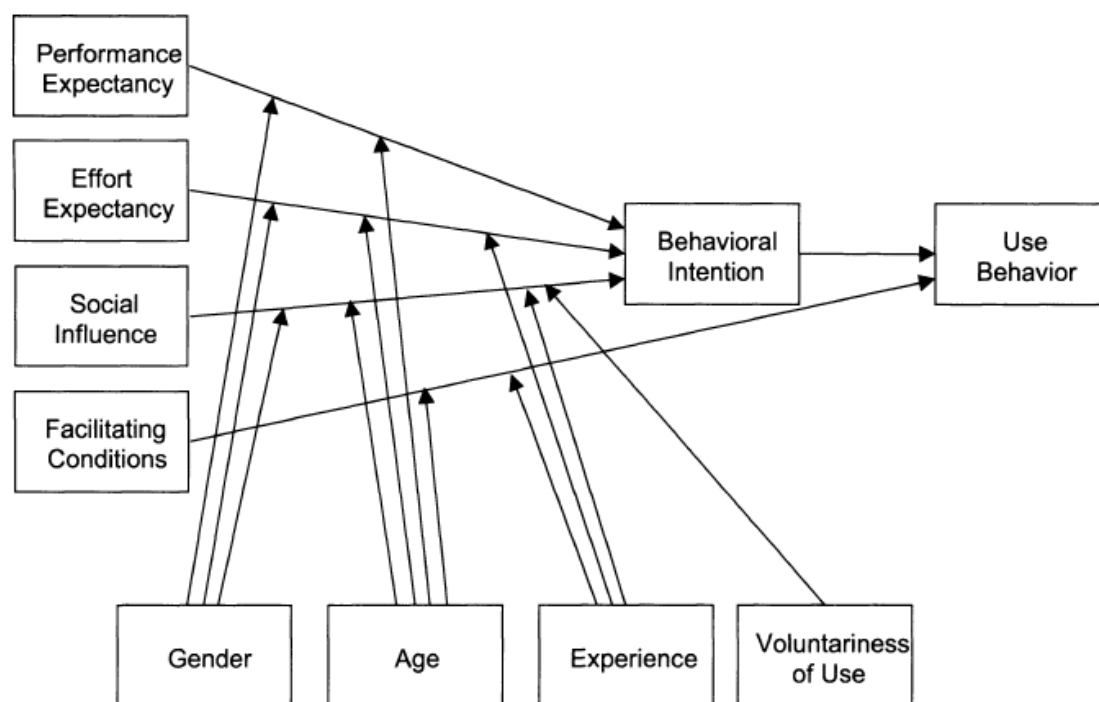 Performance
Expectancy
Effort
Expectancy
Social
Influence
Facilitating
Conditions
Behavioral
Intention
Use
Behavior
Gender
Age
Experience
Voluntariness
of Use